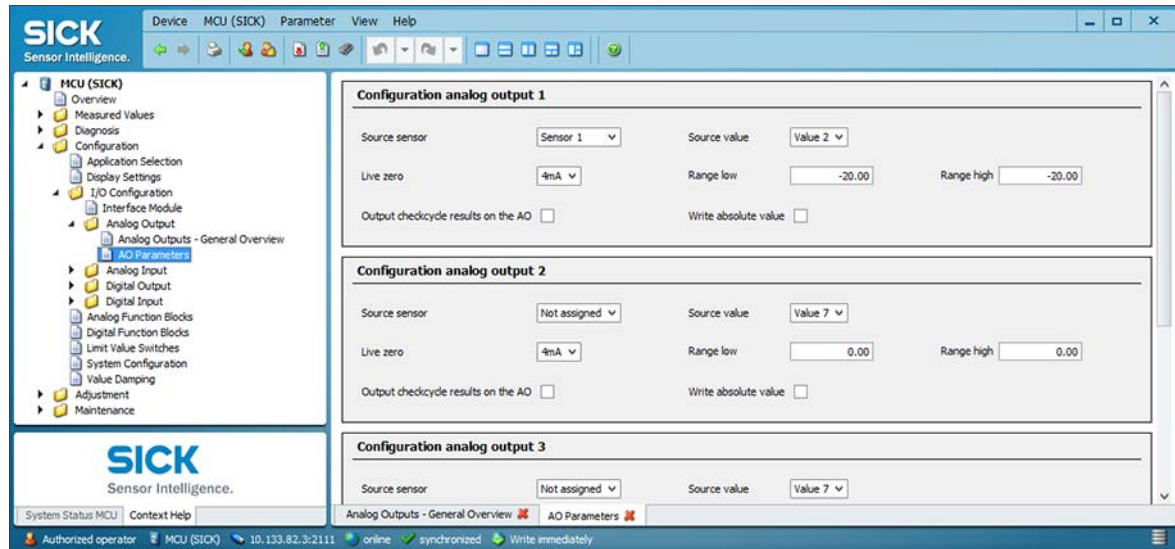 SICK
Sensor Intelligence.
Device MCU (SICK) Parameter View Help
MCU (SICK)
Overview
Measured Values
Diagnosis
Configuration
Application Selection
Display Settings
I/O Configuration
Interface Module
Analog Output
Analog Outputs - General Overview
AO Parameters
Analog Input
Digital Output
Digital Input
Analog Function Blocks
Digital Function Blocks
Limit Value Switches
System Configuration
Value Damping
Adjustment
Maintenance
SICK
Sensor Intelligence.
System Status MCU Context Help
Configuration analog output 1
Source sensor Sensor 1 Source value Value 2
Live zero 4mA Range low -20.00 Range high -20.00
Output checkcycle results on the AO Write absolute value
Configuration analog output 2
Source sensor Not assigned Source value Value 7
Live zero 4mA Range low 0.00 Range high 0.00
Output checkcycle results on the AO Write absolute value
Configuration analog output 3
Source sensor Not assigned Source value Value 7
Analog Outputs - General Overview AO Parameters
Authorized operator MCU (SICK) 10.133.82.3:2111 online synchronized Write immediately